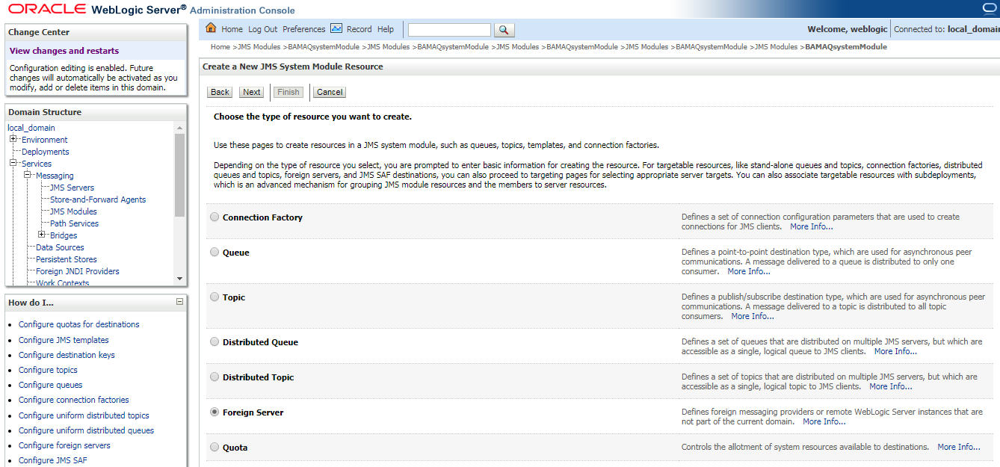 ORACLE WebLogic Server® Administration Console
Change Center
View changes and restarts
Configuration editing is enabled. Future
changes will automatically be activated as you
modify, add or delete items in this domain.
Domain Structure
local_domain
Environment
Deployments
Services
Messaging
JMS Servers
Store-and-Forward Agents
JMS Modules
Path Services
Bridges
Data Sources
Persistent Stores
Foreign JNDI Providers
Work Contexts
How do I...
Configure quotas for destinations
Configure JMS templates
Configure destination keys
Configure topics
Configure queues
Configure connection factories
Configure uniform distributed topics
Configure uniform distributed queues
Configure foreign servers
Configure JMS SAF
Home Log Out Preferences Record Help
Welcome, weblogic Connected to: local_domain
Home >JMS Modules >BAMAQsystemModule >JMS Modules >BAMAQsystemModule >JMS Modules >BAMAQsystemModule >JMS Modules >BAMAQsystemModule >JMS Modules >BAMAQsystemModule
Create a New JMS System Module Resource
Back Next Finish Cancel
Choose the type of resource you want to create.
Use these pages to create resources in a JMS system module, such as queues, topics, templates, and connection factories.
Depending on the type of resource you select, you are prompted to enter basic information for creating the resource. For targetable resources, like stand-alone queues and topics, connection factories, distributed
queues and topics, foreign servers, and JMS SAF destinations, you can also proceed to targeting pages for selecting appropriate server targets. You can also associate targetable resources with subdeployments,
which is an advanced mechanism for grouping JMS module resources and the members to server resources.
Connection Factory
Defines a set of connection configuration parameters that are used to create
connections for JMS clients. More Info...
Queue
Defines a point-to-point destination type, which are used for asynchronous peer
communications. A message delivered to a queue is distributed to only one
consumer. More Info...
Topic
Defines a publish/subscribe destination type, which are used for asynchronous peer
communications. A message delivered to a topic is distributed to all topic
consumers. More Info...
Distributed Queue
Defines a set of queues that are distributed on multiple JMS servers, but which are
accessible as a single, logical queue to JMS clients. More Info...
Distributed Topic
Defines a set of topics that are distributed on multiple JMS servers, but which are
accessible as a single, logical topic to JMS clients. More Info...
Foreign Server
Defines foreign messaging providers or remote WebLogic Server instances that are
not part of the current domain. More Info...
Quota
Controls the allotment of system resources available to destinations. More Info...